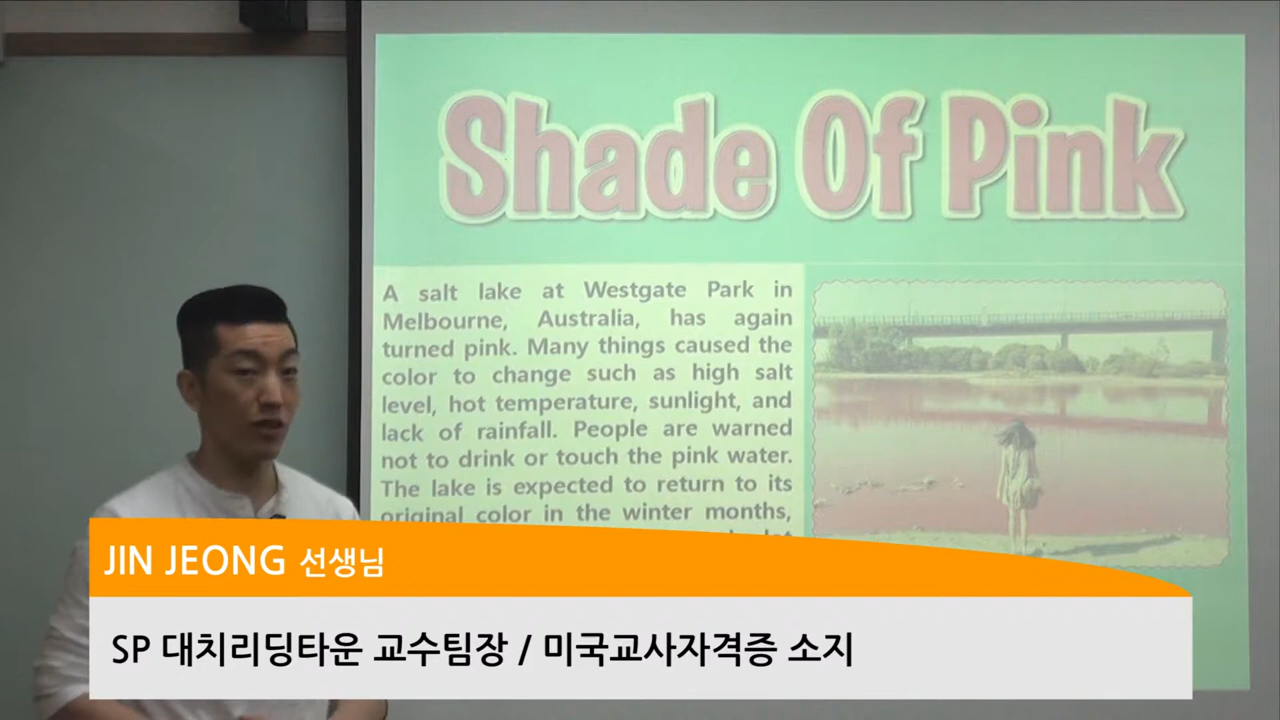 Shade Of Pink
A salt lake at Westgate Park in
Melbourne, Australia, has again
turned pink. Many things caused the
color to change such as high salt
level, hot temperature, sunlight, and
lack of rainfall. People are warned
not to drink or touch the pink water.
The lake is expected to return to its
original color in the winter months,
JIN JEONG 선생님
SP 대치리딩타운 교수팀장 / 미국교사자격증 소지